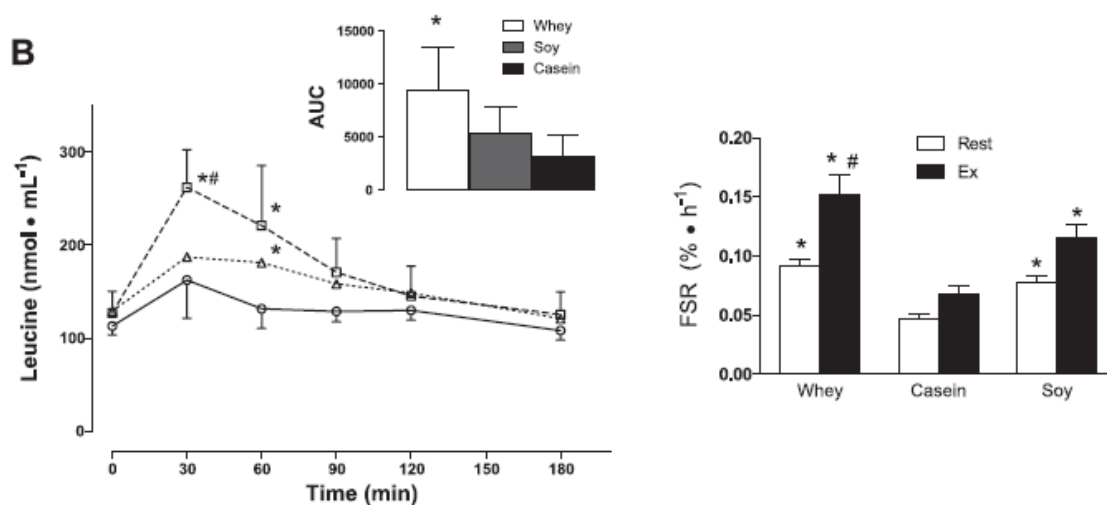 B
15000
10000
5000
0
AUC
*
Whey
Soy
Casein
300
200
100
0
Leucine (nmol • mL⁻¹)
*#
*
*
0 30 60 90 120 150 180
Time (min)
0.20
0.15
0.10
0.05
0.00
FSR (% • h⁻¹)
Rest
Ex
* #
*
*
*
Whey Casein Soy